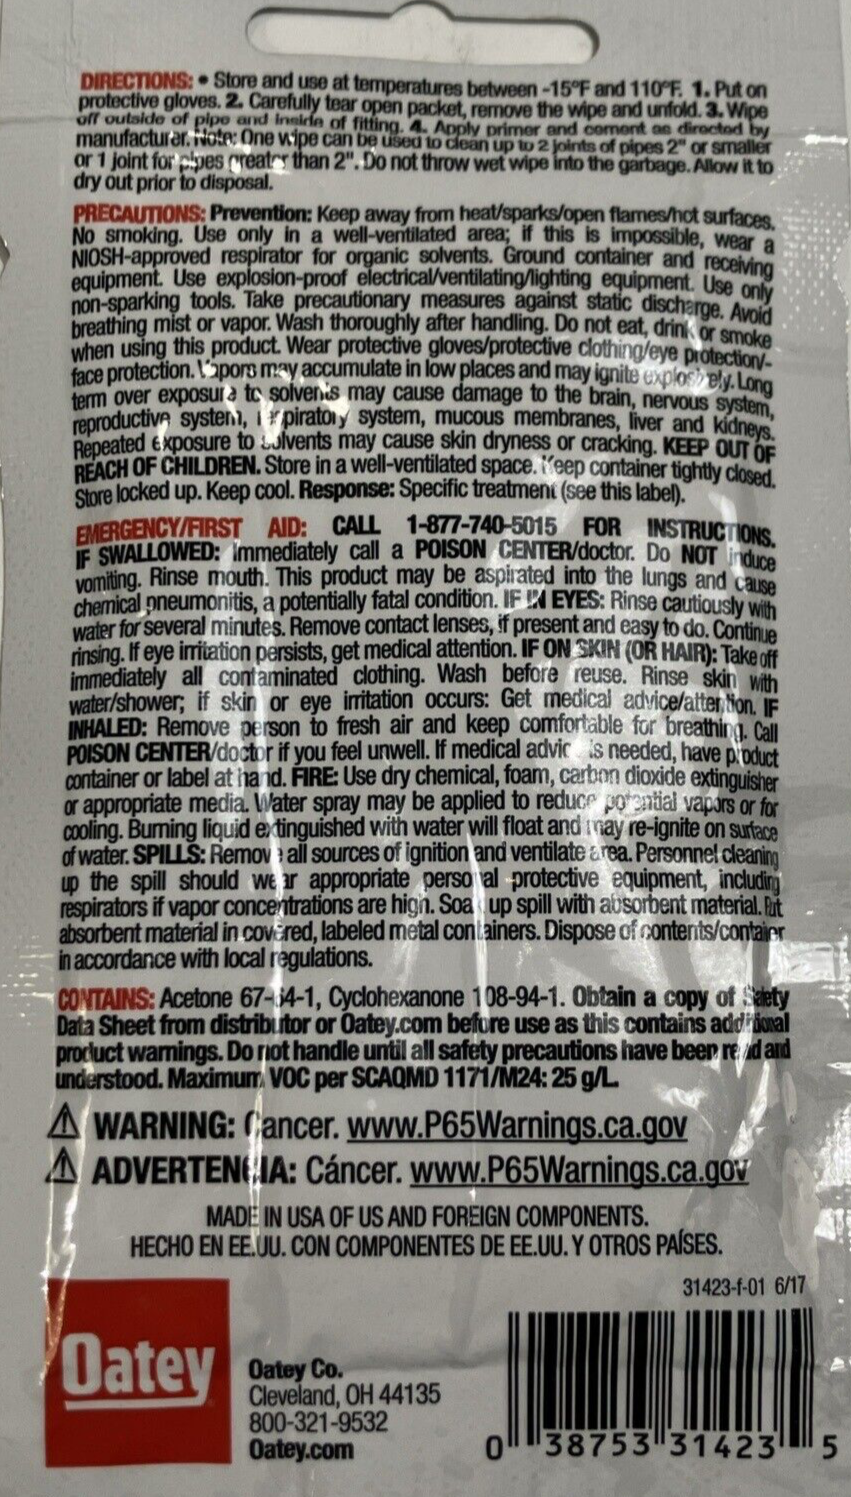 DIRECTIONS: • Store and use at temperatures between -15°F and 110°F. 1. Put on
protective gloves. 2. Carefully tear open packet, remove the wipe and unfold. 3. Wipe
off outside of pipe and inside of fitting. 4. Apply primer and cement as directed by
manufacturer. Note: One wipe can be used to clean up to 2 joints of pipes 2" or smaller
or 1 joint for pipes greater than 2". Do not throw wet wipe into the garbage. Allow it to
dry out prior to disposal.
PRECAUTIONS: Prevention: Keep away from heat/sparks/open flames/hot surfaces.
No smoking. Use only in a well-ventilated area; if this is impossible, wear a
NIOSH-approved respirator for organic solvents. Ground container and receiving
equipment. Use explosion-proof electrical/ventilating/lighting equipment. Use only
non-sparking tools. Take precautionary measures against static discharge. Avoid
breathing mist or vapor. Wash thoroughly after handling. Do not eat, drink or smoke
when using this product. Wear protective gloves/protective clothing/eye protection/-
face protection. Vapors may accumulate in low places and may ignite explosively. Long
term over exposure to solvents may cause damage to the brain, nervous system,
reproductive system, respiratory system, mucous membranes, liver and kidneys.
Repeated exposure to solvents may cause skin dryness or cracking. KEEP OUT OF
REACH OF CHILDREN. Store in a well-ventilated space. Keep container tightly closed.
Store locked up. Keep cool. Response: Specific treatment (see this label).
EMERGENCY/FIRST AID: CALL 1-877-740-5015 FOR INSTRUCTIONS.
IF SWALLOWED: Immediately call a POISON CENTER/doctor. Do NOT induce
vomiting. Rinse mouth. This product may be aspirated into the lungs and cause
chemical pneumonitis, a potentially fatal condition. IF IN EYES: Rinse cautiously with
water for several minutes. Remove contact lenses, if present and easy to do. Continue
rinsing. If eye irritation persists, get medical attention. IF ON SKIN (OR HAIR): Take off
immediately all contaminated clothing. Wash before reuse. Rinse skin with
water/shower; if skin or eye irritation occurs: Get medical advice/attention. IF
INHALED: Remove person to fresh air and keep comfortable for breathing. Call
POISON CENTER/doctor if you feel unwell. If medical advice is needed, have product
container or label at hand. FIRE: Use dry chemical, foam, carbon dioxide extinguisher
or appropriate media. Water spray may be applied to reduce potential vapors or for
cooling. Burning liquid extinguished with water will float and may re-ignite on surface
of water. SPILLS: Remove all sources of ignition and ventilate area. Personnel cleaning
up the spill should wear appropriate personal protective equipment, including
respirators if vapor concentrations are high. Soak up spill with absorbent material. Put
absorbent material in covered, labeled metal containers. Dispose of contents/container
in accordance with local regulations.
CONTAINS: Acetone 67-64-1, Cyclohexanone 108-94-1. Obtain a copy of Safety
Data Sheet from distributor or Oatey.com before use as this contains additional
product warnings. Do not handle until all safety precautions have been read and
understood. Maximum VOC per SCAQMD 1171/M24: 25 g/L.
⚠ WARNING: Cancer. www.P65Warnings.ca.gov
⚠ ADVERTENCIA: Cáncer. www.P65Warnings.ca.gov
MADE IN USA OF US AND FOREIGN COMPONENTS.
HECHO EN EE.UU. CON COMPONENTES DE EE.UU. Y OTROS PAÍSES.
31423-f-01 6/17
Oatey
Oatey Co.
Cleveland, OH 44135
800-321-9532
Oatey.com
0 38753 31423 5